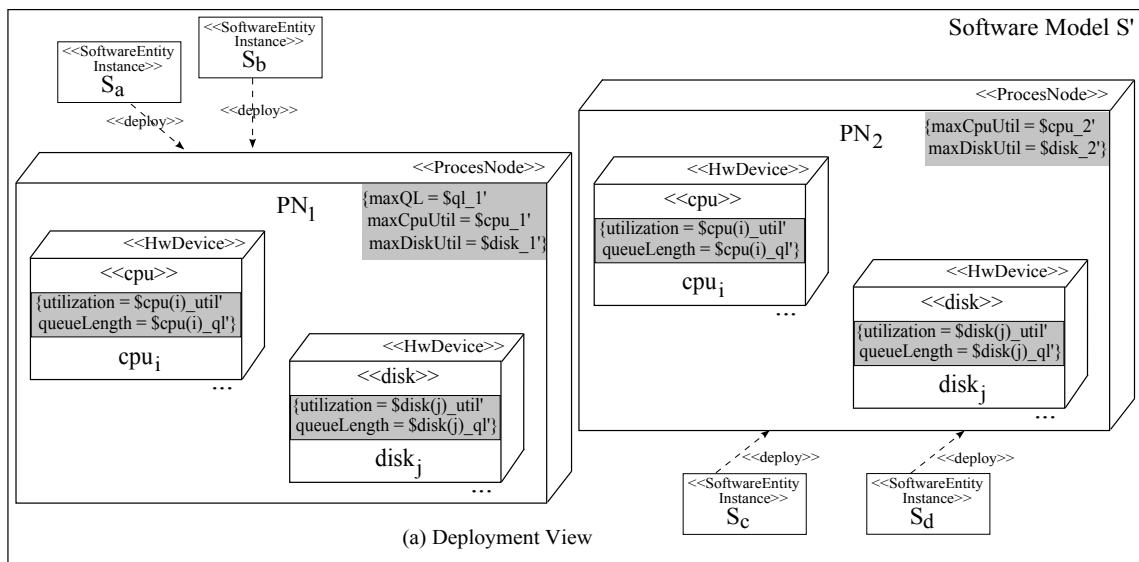 Software Model S'
<<SoftwareEntity
Instance>>
Sa
<<SoftwareEntity
Instance>>
Sb
<<deploy>>
<<deploy>>
<<ProcesNode>>
PN1
{maxQL = $ql_1'
maxCpuUtil = $cpu_1'
maxDiskUtil = $disk_1'}
<<HwDevice>>
<<cpu>>
{utilization = $cpu(i)_util'
queueLength = $cpu(i)_ql'}
cpui
...
<<HwDevice>>
<<disk>>
{utilization = $disk(j)_util'
queueLength = $disk(j)_ql'}
diskj
...
<<ProcesNode>>
PN2
{maxCpuUtil = $cpu_2'
maxDiskUtil = $disk_2'}
<<HwDevice>>
<<cpu>>
{utilization = $cpu(i)_util'
queueLength = $cpu(i)_ql'}
cpui
...
<<HwDevice>>
<<disk>>
{utilization = $disk(j)_util'
queueLength = $disk(j)_ql'}
diskj
...
<<deploy>>
<<deploy>>
<<SoftwareEntity
Instance>>
Sc
<<SoftwareEntity
Instance>>
Sd
(a) Deployment View